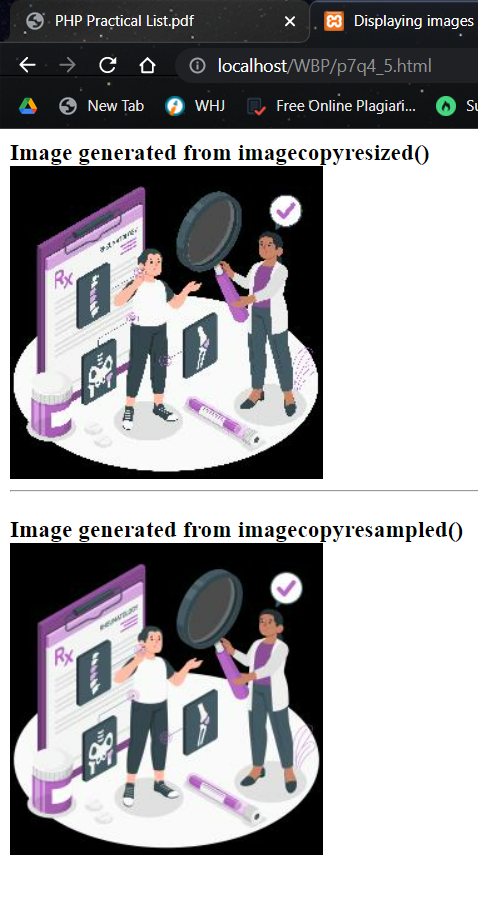 PHP Practical List.pdf
Displaying images
localhost/WBP/p7q4_5.html
New Tab
WHJ
Free Online Plagiari...
Image generated from imagecopyresized()
Rx
Image generated from imagecopyresampled()
RHEUMATOLOGY
Rx